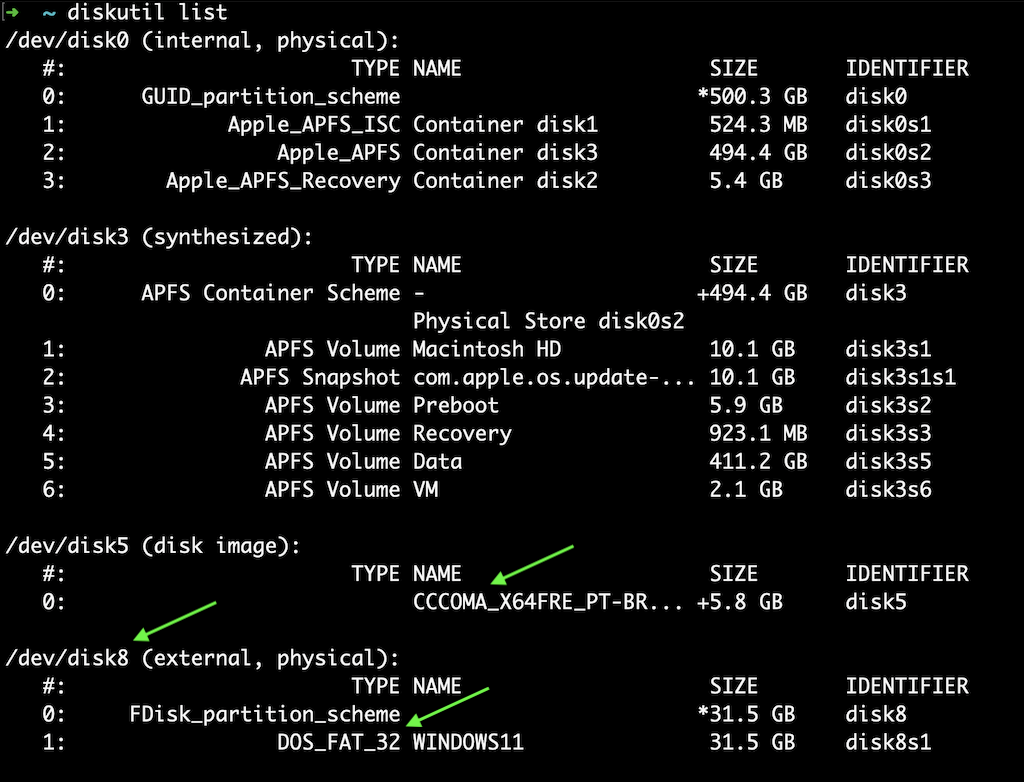 [➜  ~ diskutil list
/dev/disk0 (internal, physical):
   #:                       TYPE NAME                    SIZE       IDENTIFIER
   0:      GUID_partition_scheme                        *500.3 GB   disk0
   1:             Apple_APFS_ISC Container disk1         524.3 MB   disk0s1
   2:                 Apple_APFS Container disk3         494.4 GB   disk0s2
   3:        Apple_APFS_Recovery Container disk2         5.4 GB     disk0s3

/dev/disk3 (synthesized):
   #:                       TYPE NAME                    SIZE       IDENTIFIER
   0:      APFS Container Scheme -                      +494.4 GB   disk3
                                 Physical Store disk0s2
   1:                APFS Volume Macintosh HD            10.1 GB    disk3s1
   2:              APFS Snapshot com.apple.os.update-... 10.1 GB    disk3s1s1
   3:                APFS Volume Preboot                 5.9 GB     disk3s2
   4:                APFS Volume Recovery                923.1 MB   disk3s3
   5:                APFS Volume Data                    411.2 GB   disk3s5
   6:                APFS Volume VM                      2.1 GB     disk3s6

/dev/disk5 (disk image):
   #:                       TYPE NAME                    SIZE       IDENTIFIER
   0:                            CCCOMA_X64FRE_PT-BR... +5.8 GB     disk5

/dev/disk8 (external, physical):
   #:                       TYPE NAME                    SIZE       IDENTIFIER
   0:     FDisk_partition_scheme                        *31.5 GB    disk8
   1:                 DOS_FAT_32 WINDOWS11               31.5 GB    disk8s1